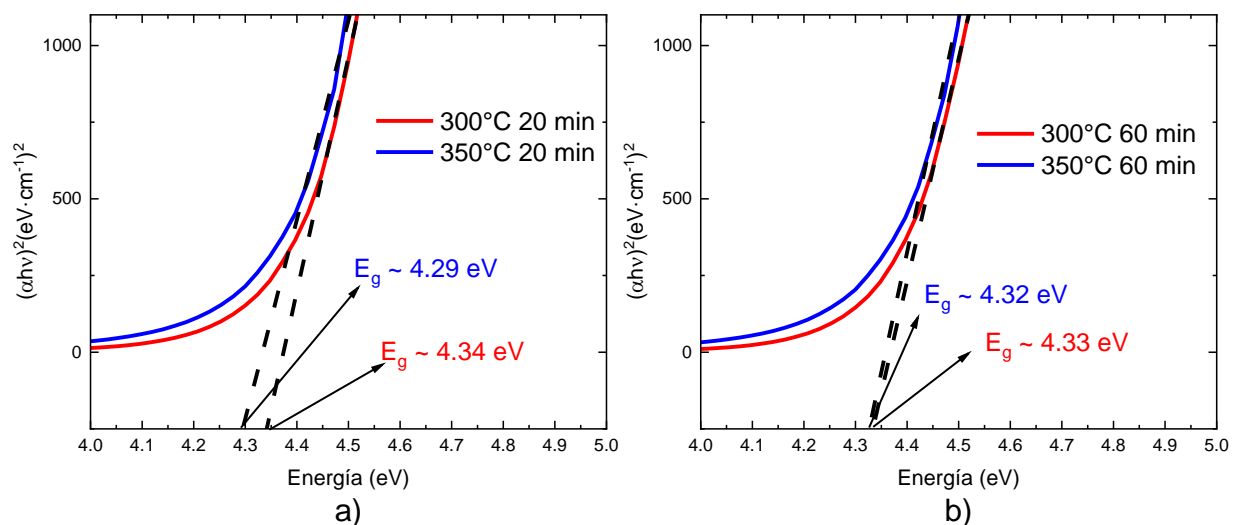 1000
500
0
(αhν)²(eV·cm⁻¹)²
300°C 20 min
350°C 20 min
E_g ~ 4.29 eV
E_g ~ 4.34 eV
4.0 4.1 4.2 4.3 4.4 4.5 4.6 4.7 4.8 4.9 5.0
Energía (eV)
a)
1000
500
0
(αhν)²(eV·cm⁻¹)²
300°C 60 min
350°C 60 min
E_g ~ 4.32 eV
E_g ~ 4.33 eV
4.0 4.1 4.2 4.3 4.4 4.5 4.6 4.7 4.8 4.9 5.0
Energía (eV)
b)